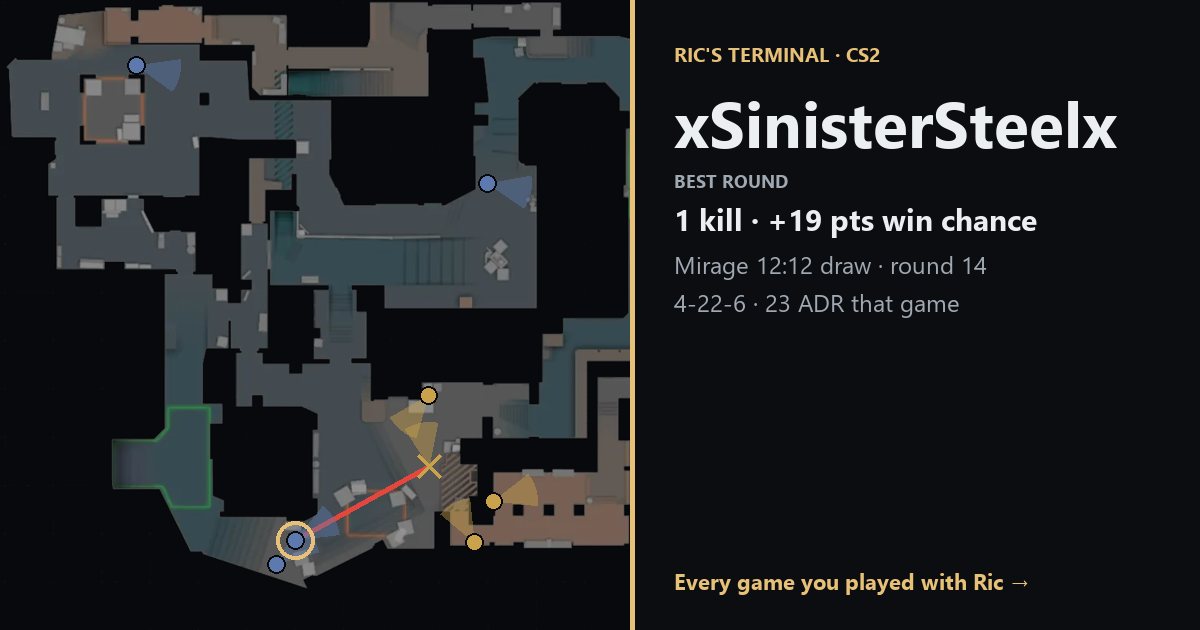 RIC'S TERMINAL · CS2
xSinisterSteelx
BEST ROUND
1 kill · +19 pts win chance
Mirage 12:12 draw · round 14
4-22-6 · 23 ADR that game
Every game you played with Ric →